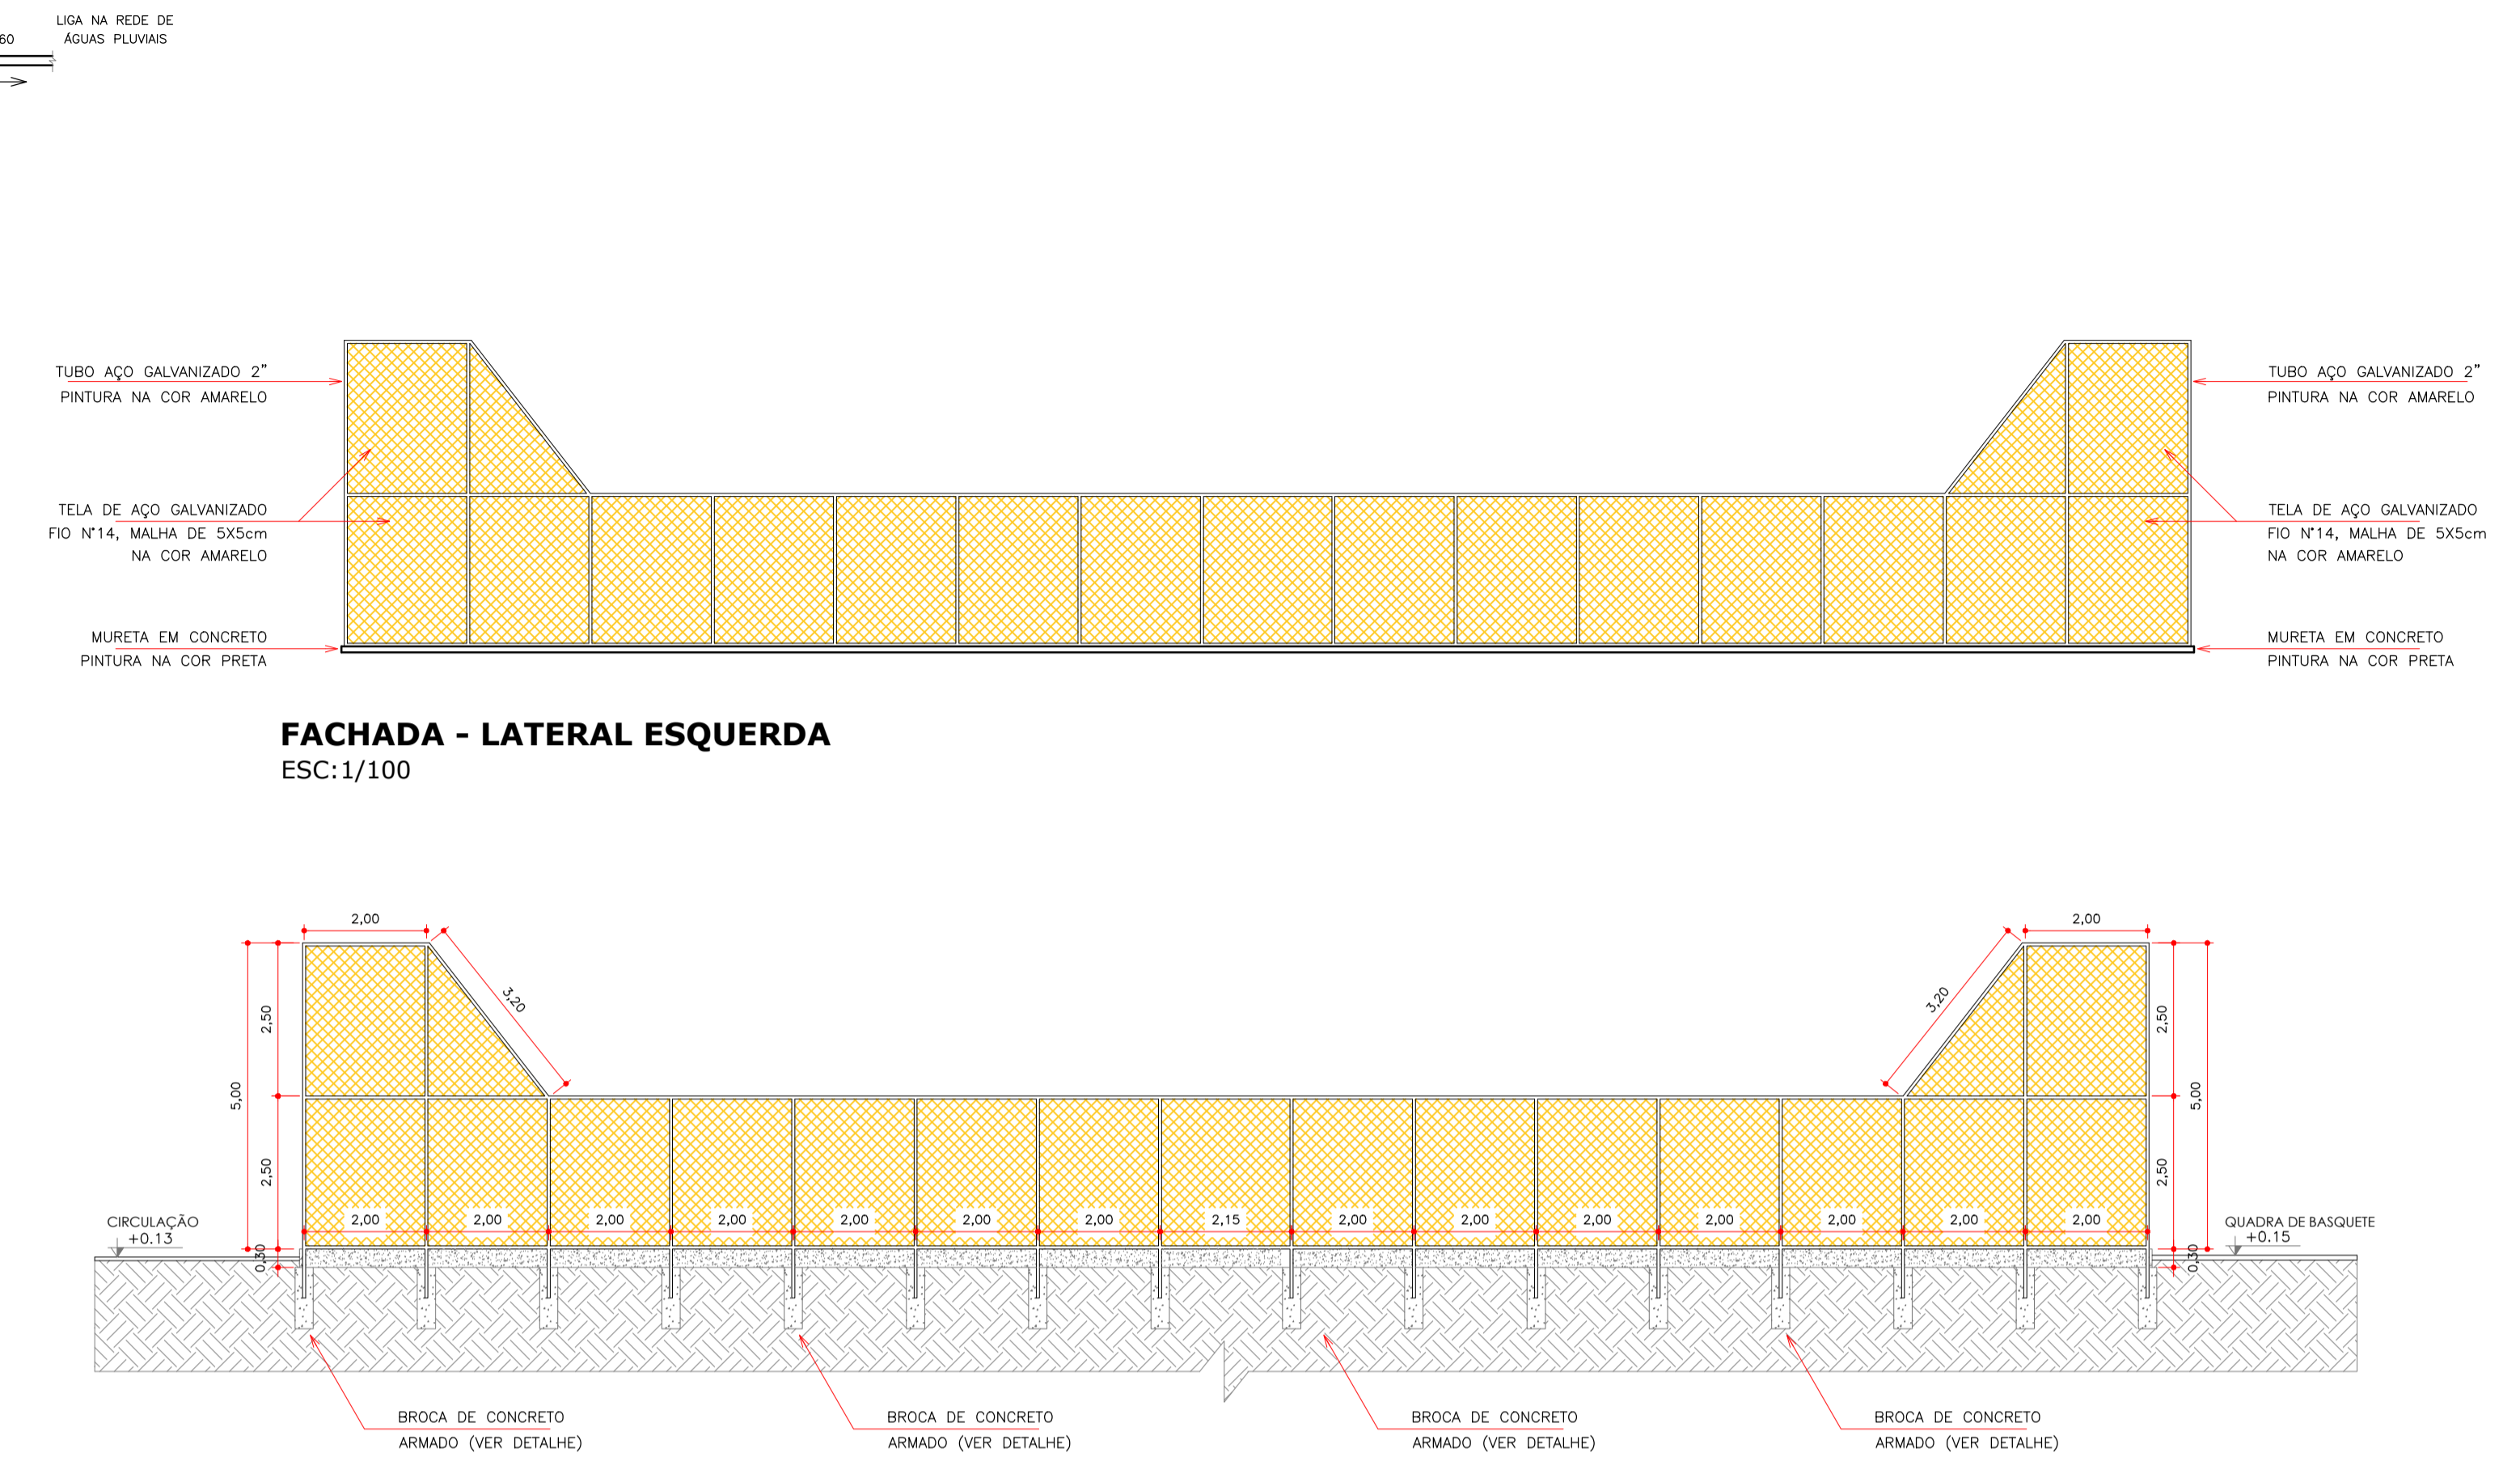 LIGA NA REDE DE
60 ÁGUAS PLUVIAIS
TUBO AÇO GALVANIZADO 2”
PINTURA NA COR AMARELO
TELA DE AÇO GALVANIZADO
FIO N°14, MALHA DE 5X5cm
NA COR AMARELO
MURETA EM CONCRETO
PINTURA NA COR PRETA
TUBO AÇO GALVANIZADO 2”
PINTURA NA COR AMARELO
TELA DE AÇO GALVANIZADO
FIO N°14, MALHA DE 5X5cm
NA COR AMARELO
MURETA EM CONCRETO
PINTURA NA COR PRETA
FACHADA - LATERAL ESQUERDA
ESC:1/100
2,00
2,00
3,20
3,20
2,50
2,50
5,00
5,00
2,50
2,50
2,00 2,00 2,00 2,00 2,00 2,00 2,00 2,15 2,00 2,00 2,00 2,00 2,00 2,00 2,00
CIRCULAÇÃO
+0.13
0,30
QUADRA DE BASQUETE
+0.15
0,30
BROCA DE CONCRETO
ARMADO (VER DETALHE)
BROCA DE CONCRETO
ARMADO (VER DETALHE)
BROCA DE CONCRETO
ARMADO (VER DETALHE)
BROCA DE CONCRETO
ARMADO (VER DETALHE)